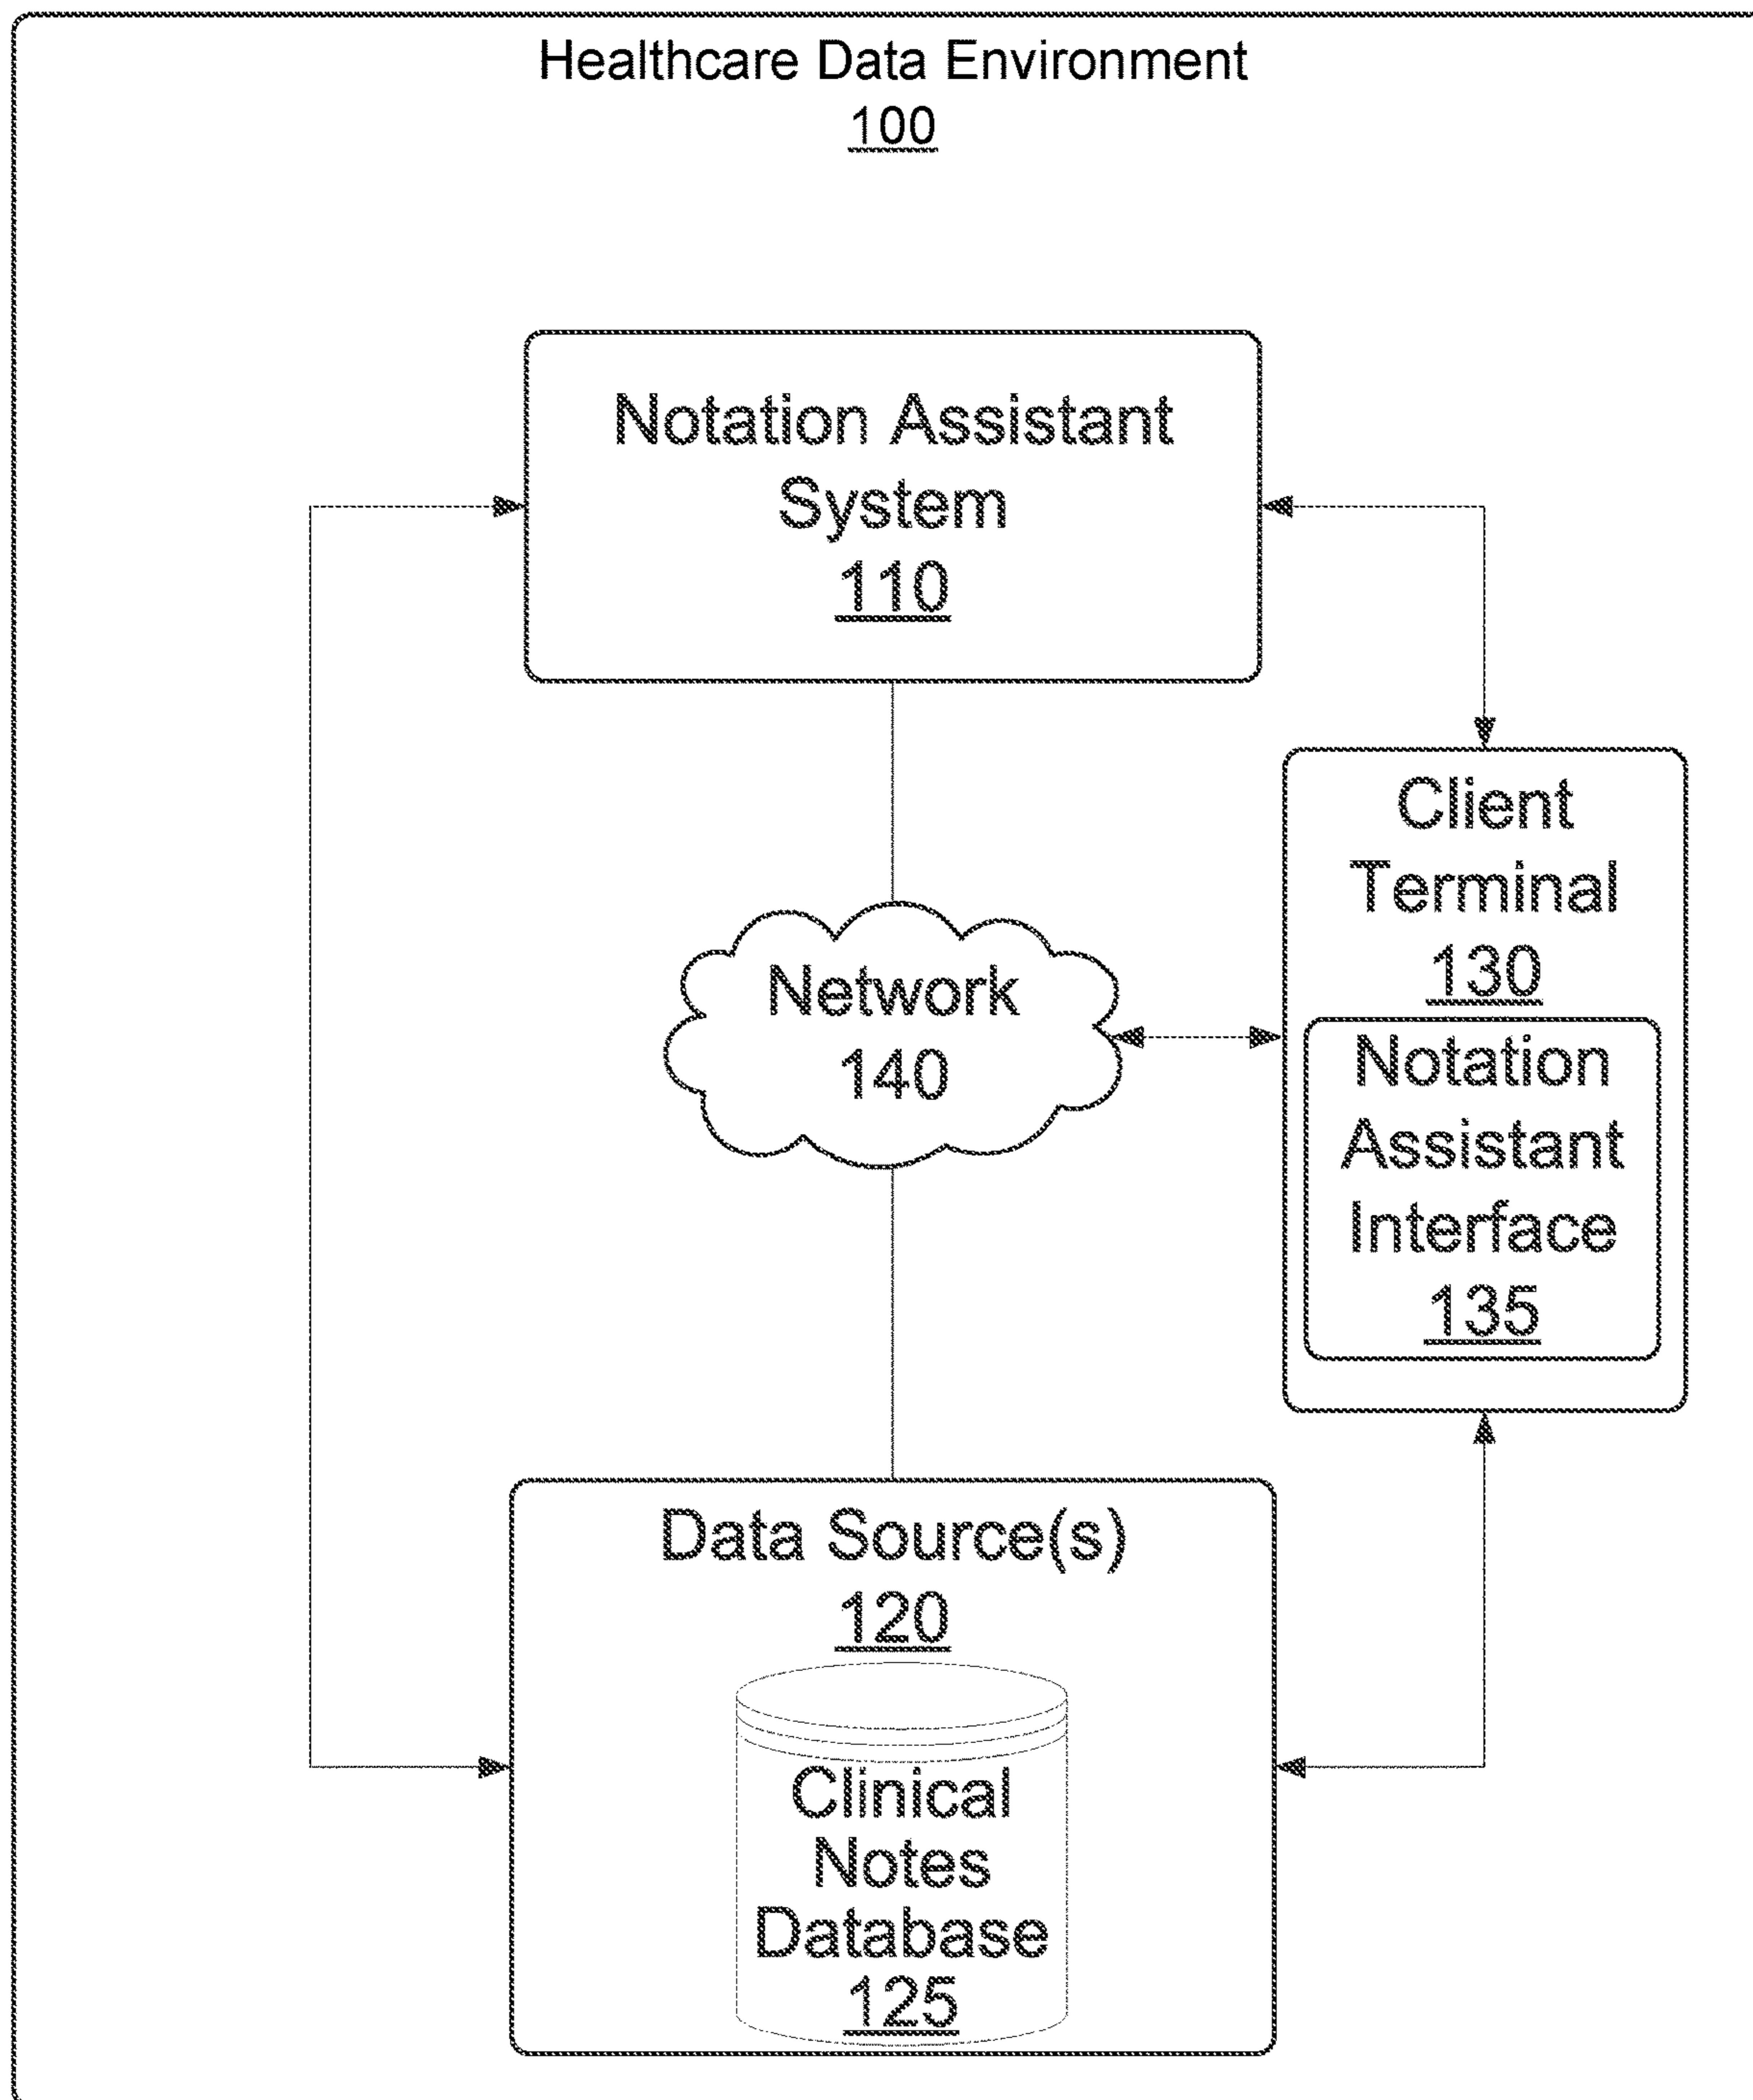 Healthcare Data Environment
100
Notation Assistant
System
110
Client
Terminal
130
Network
140
Notation
Assistant
Interface
135
Data Source(s)
120
Clinical
Notes
Database
125